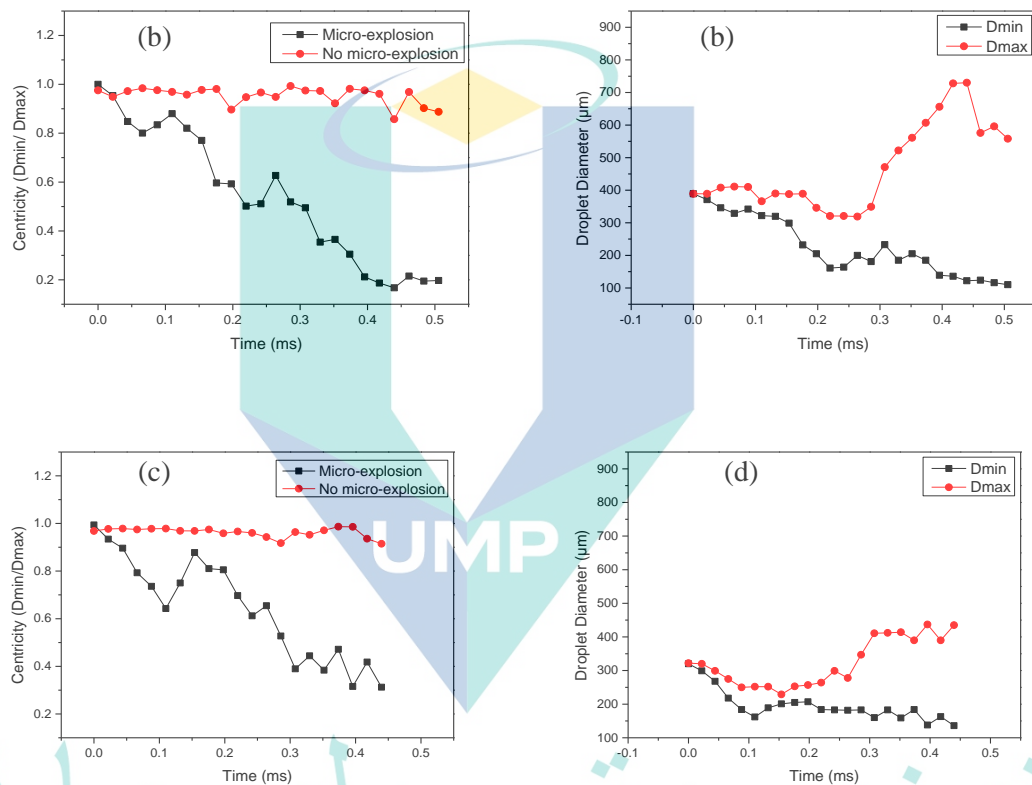 (b)
Micro-explosion
No micro-explosion
1.2
1.0
0.8
0.6
0.4
0.2
Centricity (Dmin/ Dmax)
0.0 0.1 0.2 0.3 0.4 0.5
Time (ms)
(b)
Dmin
Dmax
900
800
700
600
500
400
300
200
100
Droplet Diameter (μm)
-0.1 0.0 0.1 0.2 0.3 0.4 0.5
Time (ms)
(c)
Micro-explosion
No micro-explosion
1.2
1.0
0.8
0.6
0.4
0.2
Centricity (Dmin/Dmax)
0.0 0.1 0.2 0.3 0.4 0.5
Time (ms)
(d)
Dmin
Dmax
900
800
700
600
500
400
300
200
100
Droplet Diameter (μm)
-0.1 0.0 0.1 0.2 0.3 0.4 0.5
Time (ms)
UMP